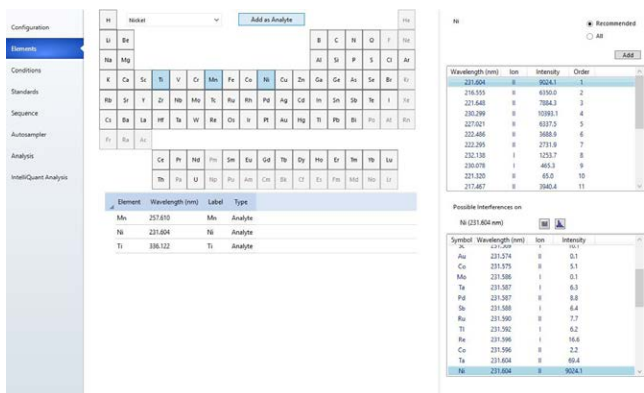 Configuration
Elements
Conditions
Standards
Sequence
Autosampler
Analysis
IntelliQuant Analysis
Nickel
Add as Analyte
H He
Li Be B C N O F Ne
Na Mg Al Si P S Cl Ar
K Ca Sc Ti V Cr Mn Fe Co Ni Cu Zn Ga Ge As Se Br Kr
Rb Sr Y Zr Nb Mo Tc Ru Rh Pd Ag Cd In Sn Sb Te I Xe
Cs Ba La Hf Ta W Re Os Ir Pt Au Hg Tl Pb Bi Po At Rn
Fr Ra Ac
Ce Pr Nd Pm Sm Eu Gd Tb Dy Ho Er Tm Yb Lu
Th Pa U Np Pu Am Cm Bk Cf Es Fm Md No Lr
Element Wavelength (nm) Label Type
Mn 257.610 Mn Analyte
Ni 231.604 Ni Analyte
Ti 336.122 Ti Analyte
Ni
Recommended
All
Add
Wavelength (nm) Ion Intensity Order
231.604 II 9024.1 1
216.555 II 6350.0 2
221.648 II 7884.3 3
230.299 II 10393.1 4
227.021 II 6337.5 5
222.486 II 3688.9 6
222.295 II 2731.9 7
232.138 I 1253.7 8
230.078 I 465.3 9
221.320 II 65.0 10
217.467 II 3940.4 11
Possible Interferences on
Ni (231.604 nm)
Symbol Wavelength (nm) Ion Intensity
Au 231.574 II 0.1
Cu 231.575 II 5.1
Mo 231.586 I 0.1
Ta 231.587 I 6.3
Pd 231.587 II 8.8
Sb 231.588 I 6.4
Ru 231.590 II 7.7
Tl 231.592 I 6.2
Re 231.596 I 16.6
Co 231.596 II 2.2
Ta 231.604 II 69.4
Ni 231.604 II 9024.1